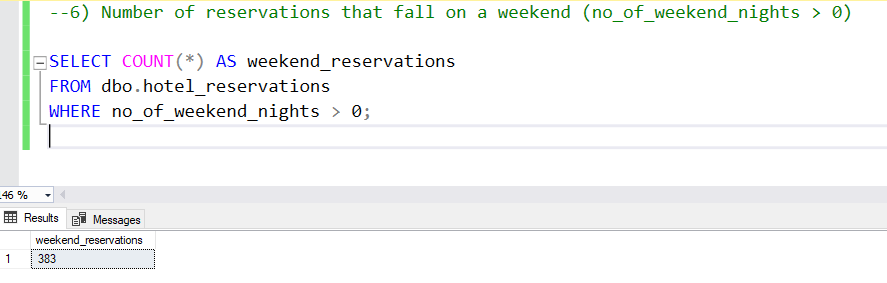 --6) Number of reservations that fall on a weekend (no_of_weekend_nights > 0)
SELECT COUNT(*) AS weekend_reservations
FROM dbo.hotel_reservations
WHERE no_of_weekend_nights > 0;
46 %
Results Messages
weekend_reservations
1 383